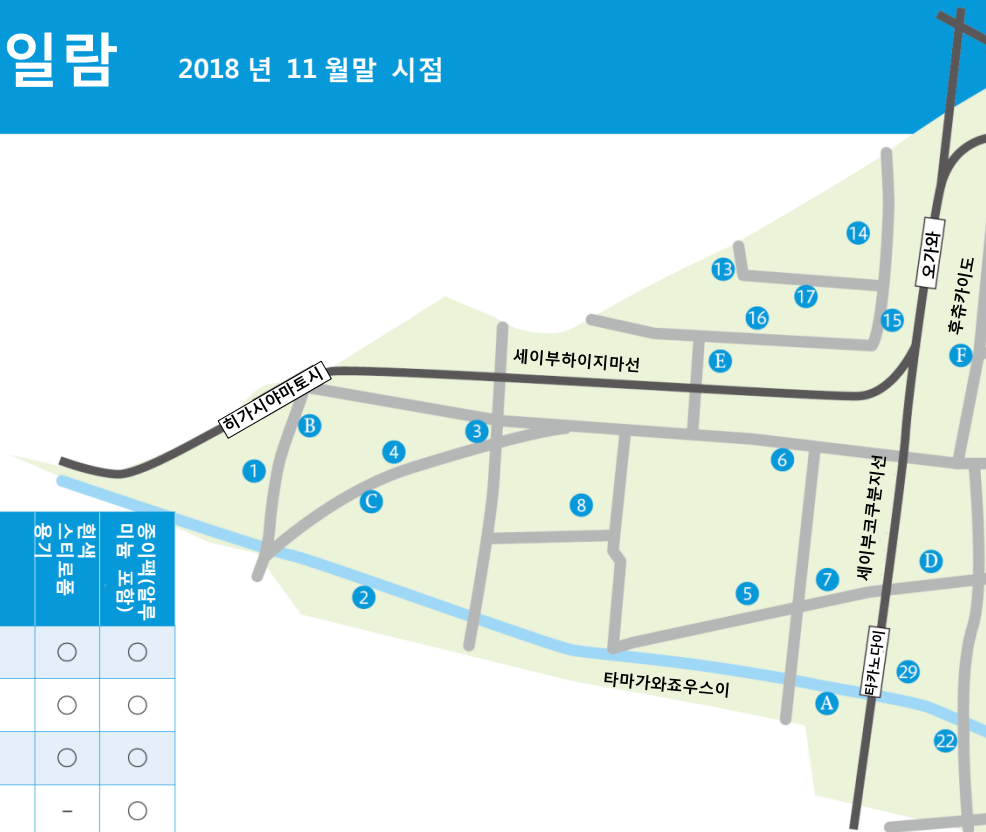 일람
2018 년 11 월말 시점
14
오가와
13
후츄카이도
17
16
15
세이부하이지마선
E
F
히가시야마토시
B
3
4
6
1
세이부코쿠분지선
C
8
흰색
스티로폼
용기
종이팩(알루
미늄 포함)
D
7
2
5
타카노다이
29
타마가와죠우스이
A
22
○ ○
○ ○
○ ○
– ○